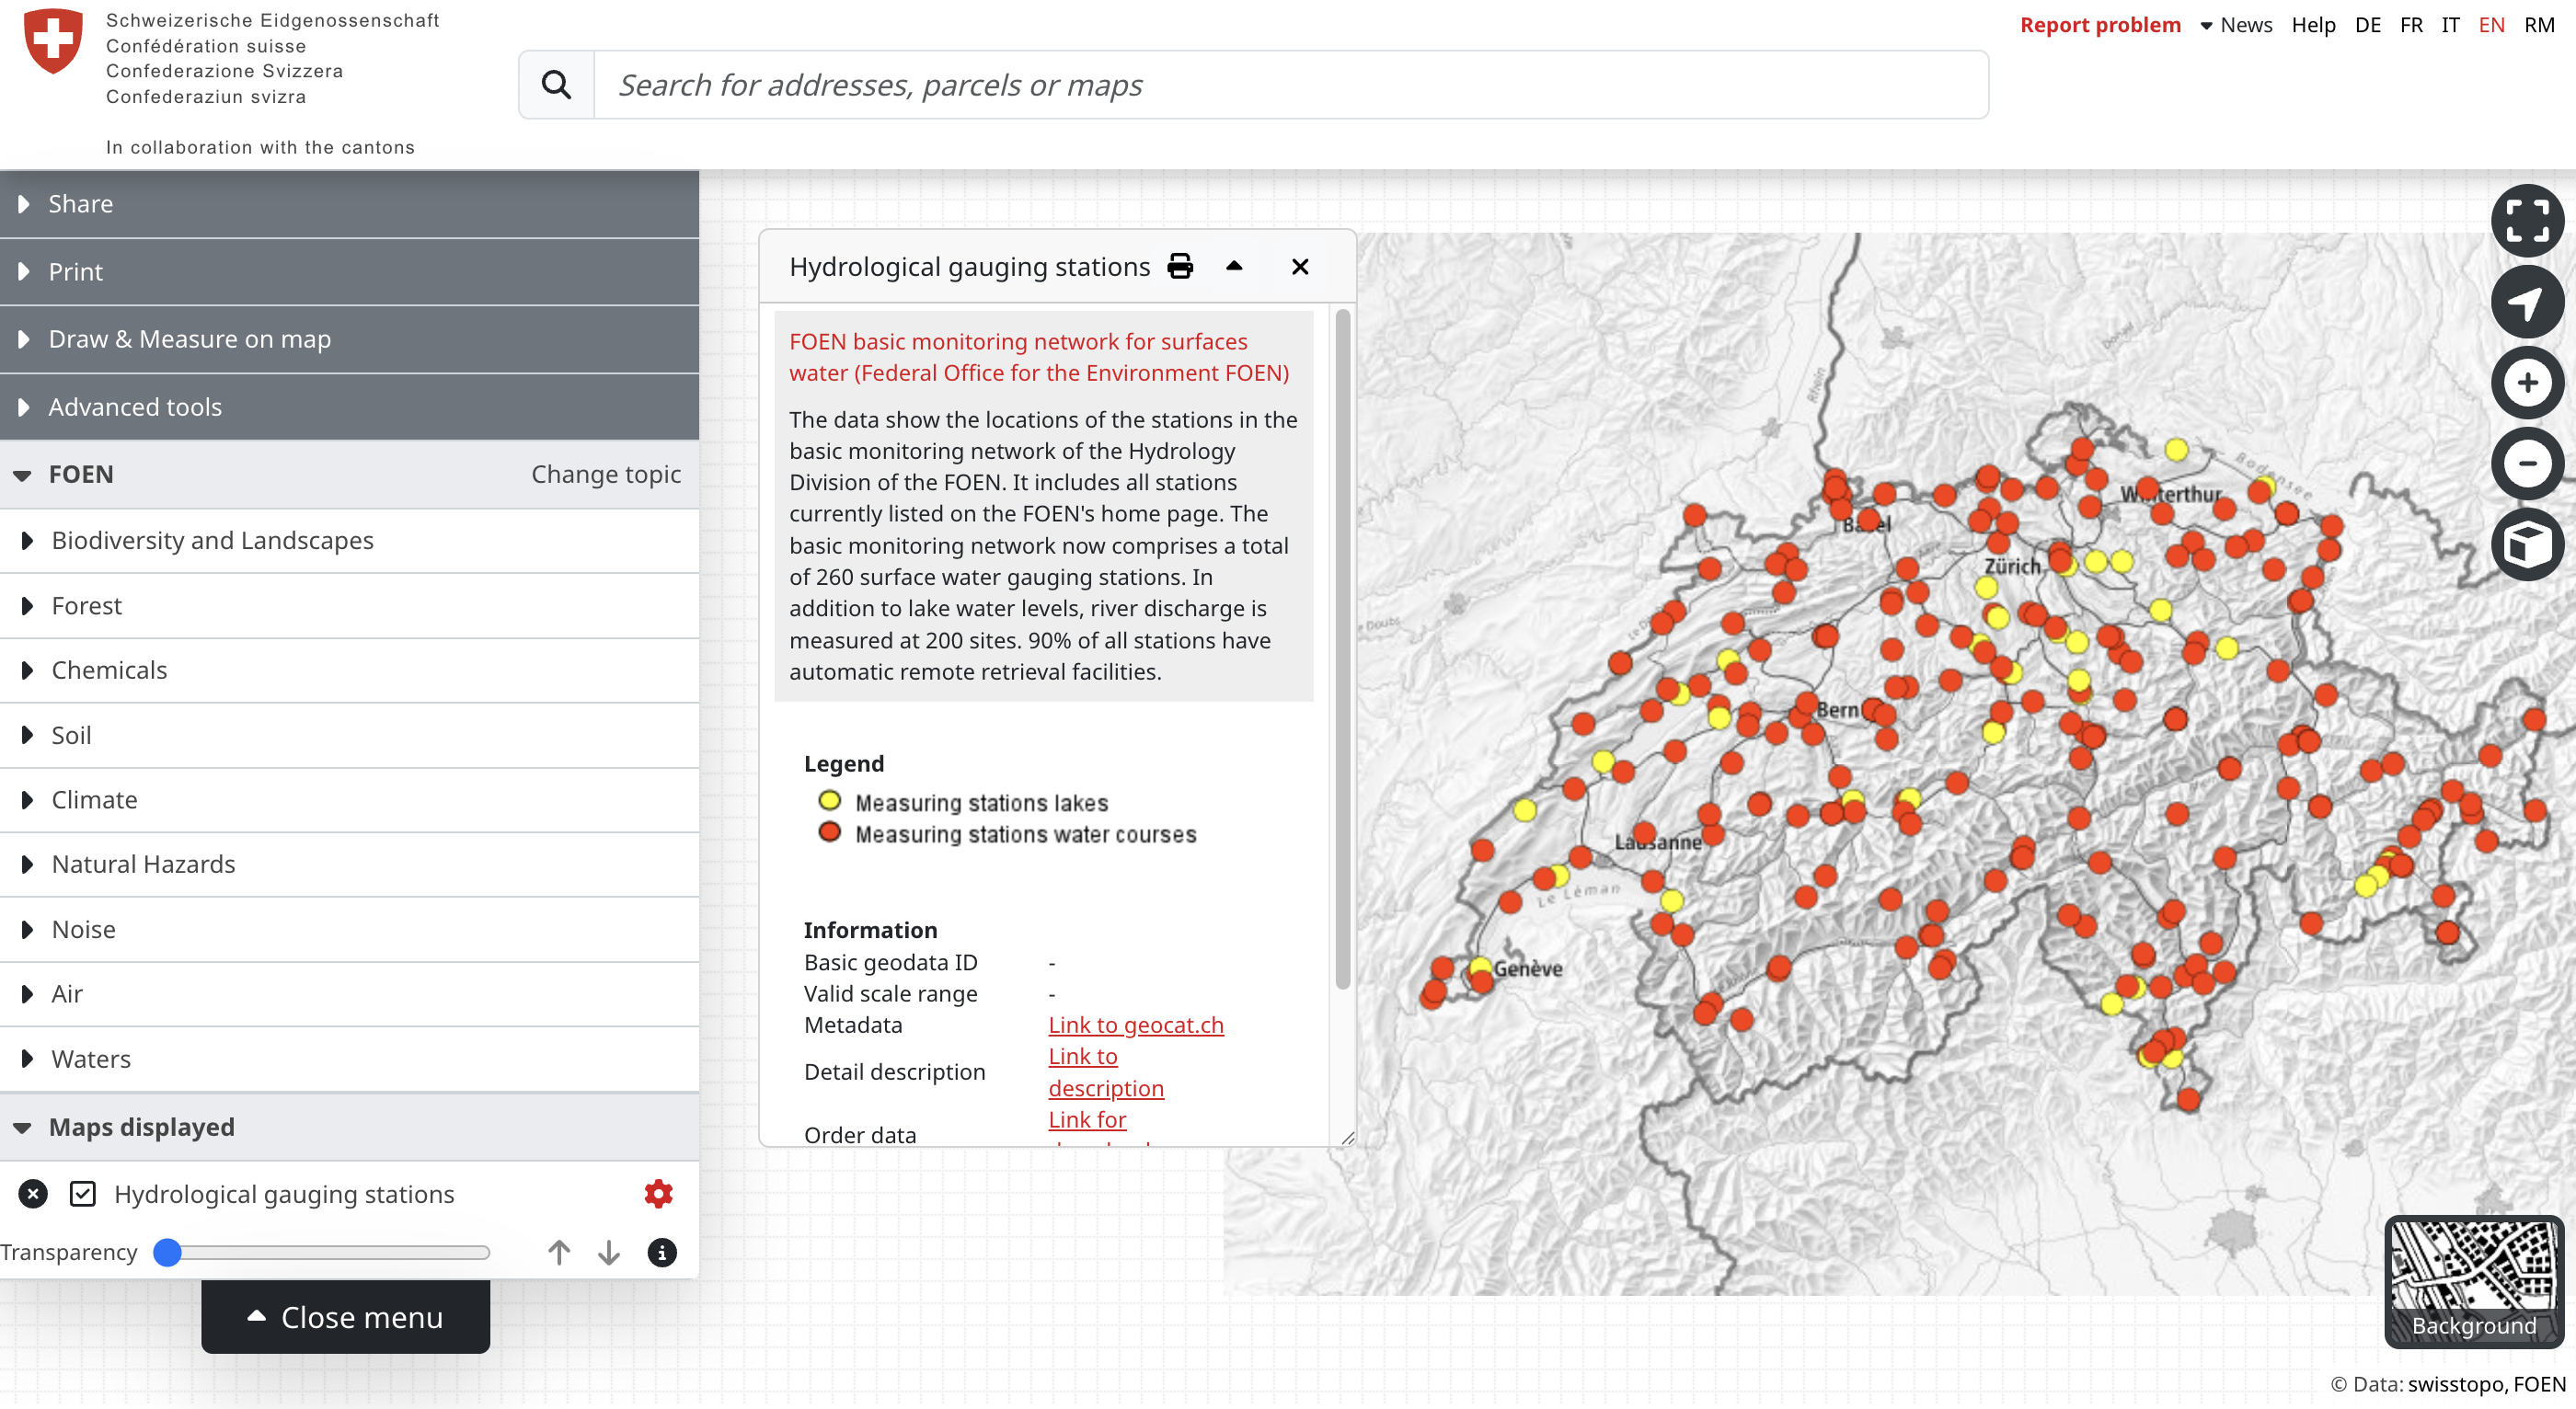 Schweizerische Eidgenossenschaft
Confédération suisse
Confederazione Svizzera
Confederaziun svizra
In collaboration with the cantons
Search for addresses, parcels or maps
Report problem News Help DE FR IT EN RM
Share
Print
Draw & Measure on map
Advanced tools
FOEN Change topic
Biodiversity and Landscapes
Forest
Chemicals
Soil
Climate
Natural Hazards
Noise
Air
Waters
Maps displayed
Hydrological gauging stations
Transparency
Close menu
Hydrological gauging stations
FOEN basic monitoring network for surfaces
water (Federal Office for the Environment FOEN)
The data show the locations of the stations in the
basic monitoring network of the Hydrology
Division of the FOEN. It includes all stations
currently listed on the FOEN's home page. The
basic monitoring network now comprises a total
of 260 surface water gauging stations. In
addition to lake water levels, river discharge is
measured at 200 sites. 90% of all stations have
automatic remote retrieval facilities.
Legend
Measuring stations lakes
Measuring stations water courses
Information
Basic geodata ID -
Valid scale range -
Metadata Link to geocat.ch
Detail description Link to
description
Order data Link for
Rhein
Donau
Bodensee
Winterthur
Basel
Zürich
Le Doubs
Bern
Lausanne
Le Léman
Genève
Background
© Data: swisstopo, FOEN